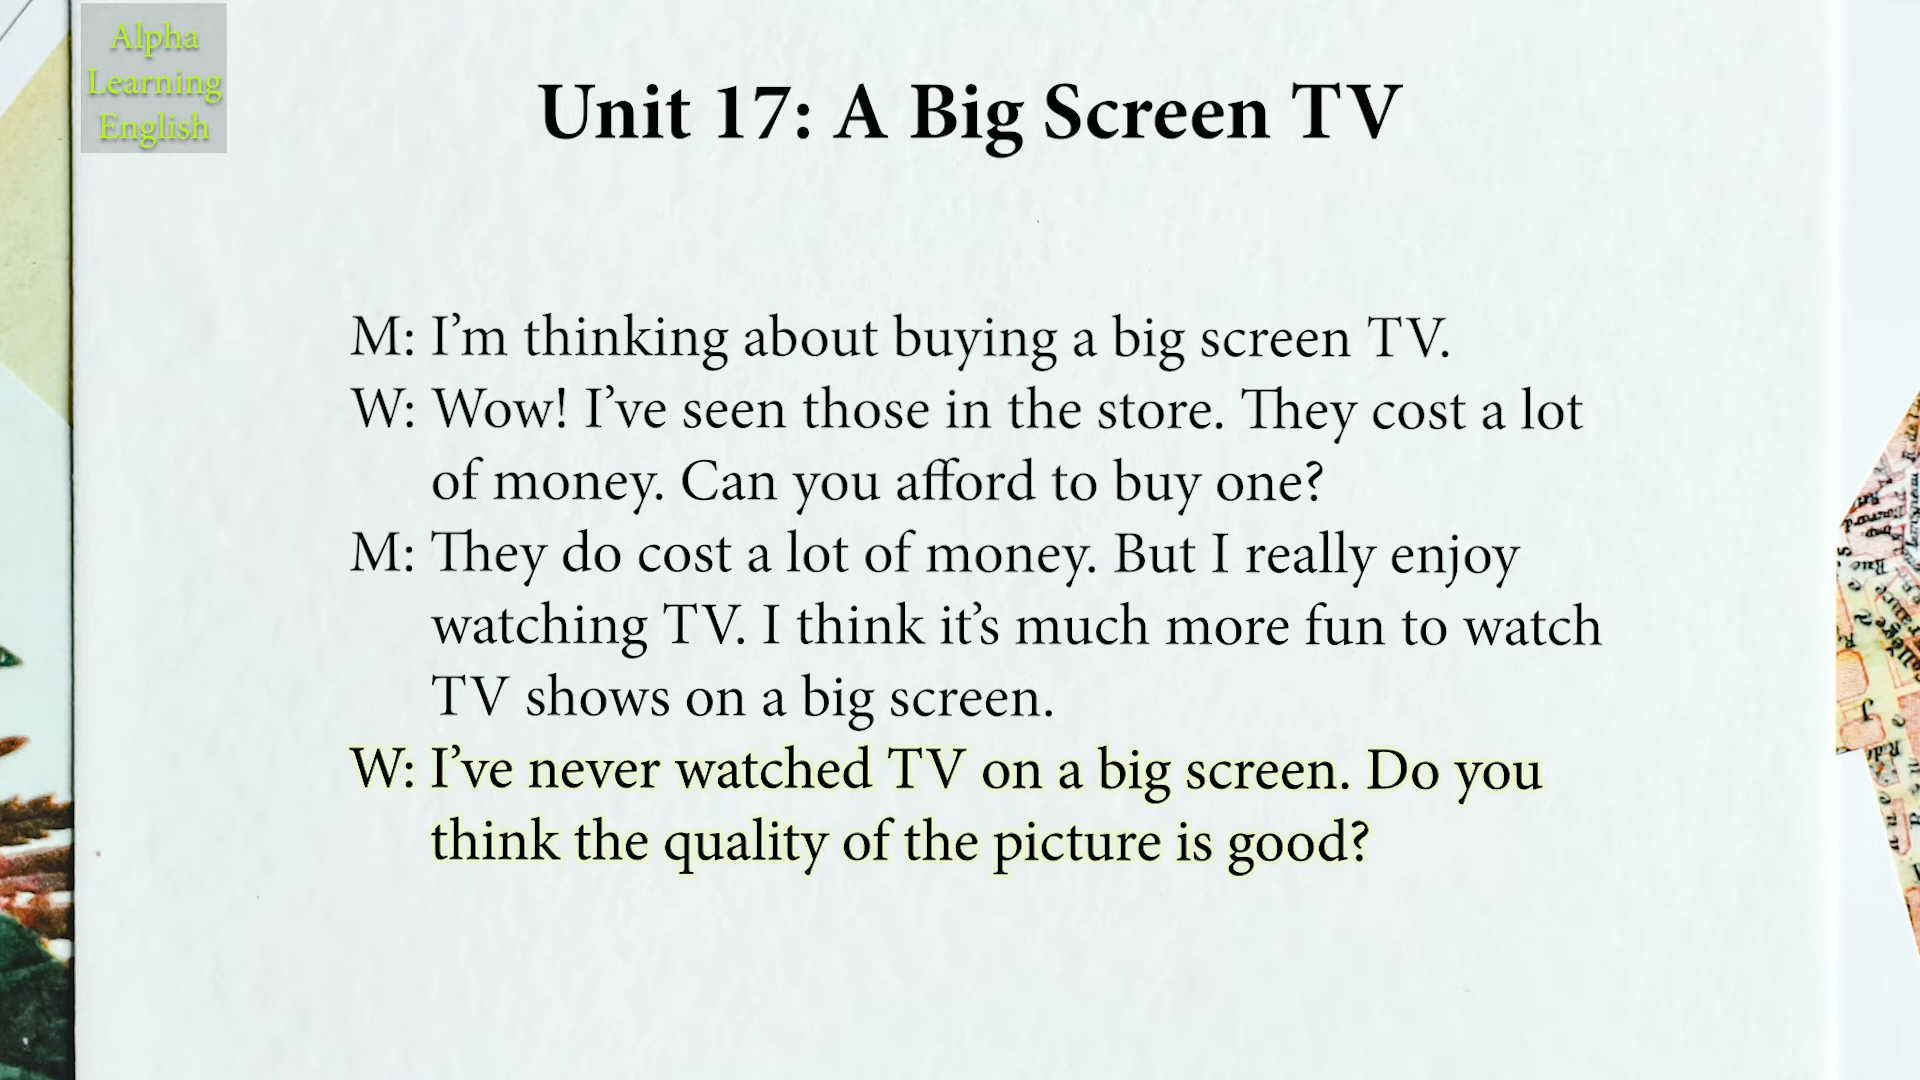 Alpha
Learning
English
Unit 17: A Big Screen TV
M: I’m thinking about buying a big screen TV.
W: Wow! I’ve seen those in the store. They cost a lot
of money. Can you afford to buy one?
M: They do cost a lot of money. But I really enjoy
watching TV. I think it’s much more fun to watch
TV shows on a big screen.
W: I’ve never watched TV on a big screen. Do you
think the quality of the picture is good?